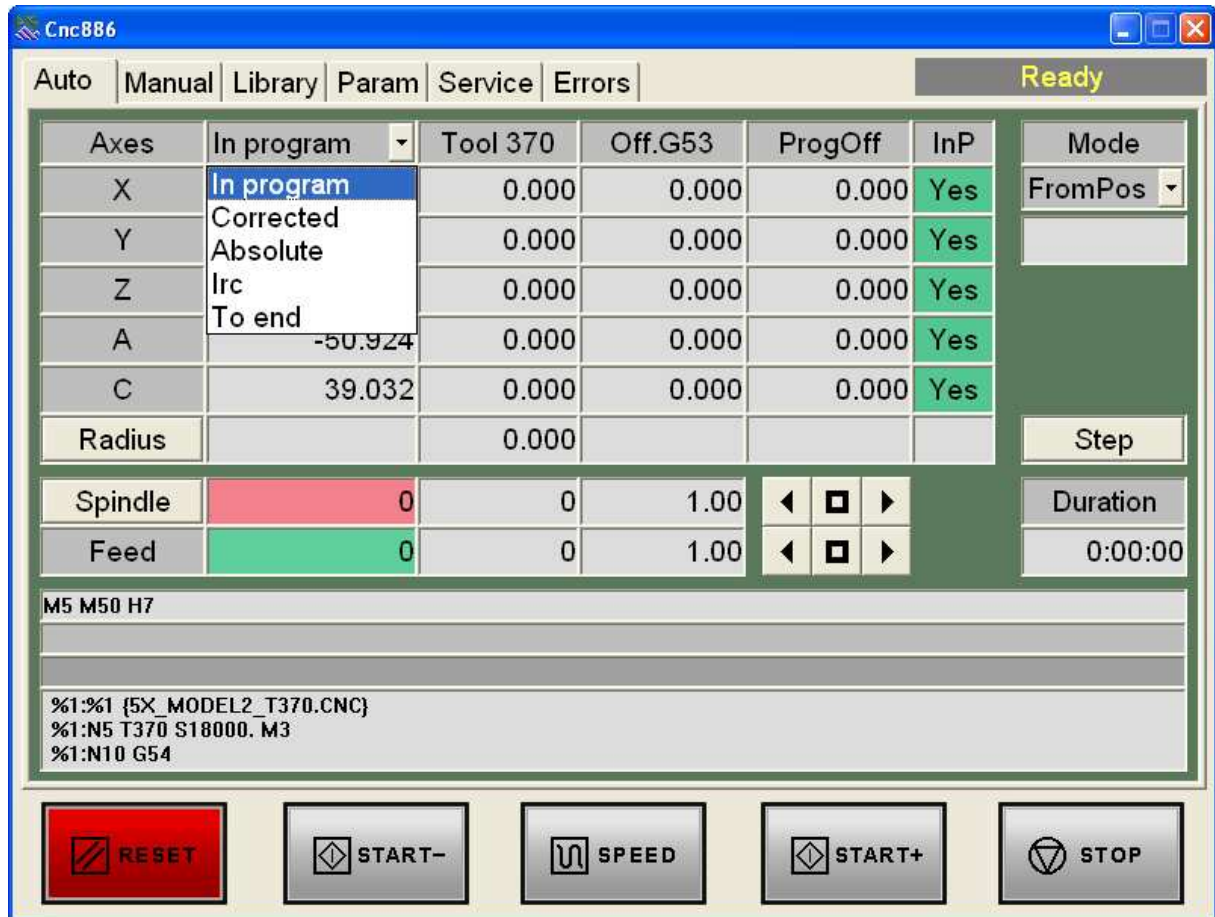 Cnc886
Auto Manual Library Param Service Errors Ready
Axes In program Tool 370 Off.G53 ProgOff InP Mode
X In program 0.000 0.000 0.000 Yes FromPos
Corrected
Y Absolute 0.000 0.000 0.000 Yes
Z Irc 0.000 0.000 0.000 Yes
To end
A -50.924 0.000 0.000 0.000 Yes
C 39.032 0.000 0.000 0.000 Yes
Radius 0.000 Step
Spindle 0 0 1.00 Duration
Feed 0 0 1.00 0:00:00
M5 M50 H7
%1:%1 {5X_MODEL2_T370.CNC}
%1:N5 T370 S18000. M3
%1:N10 G54
RESET START- SPEED START+ STOP